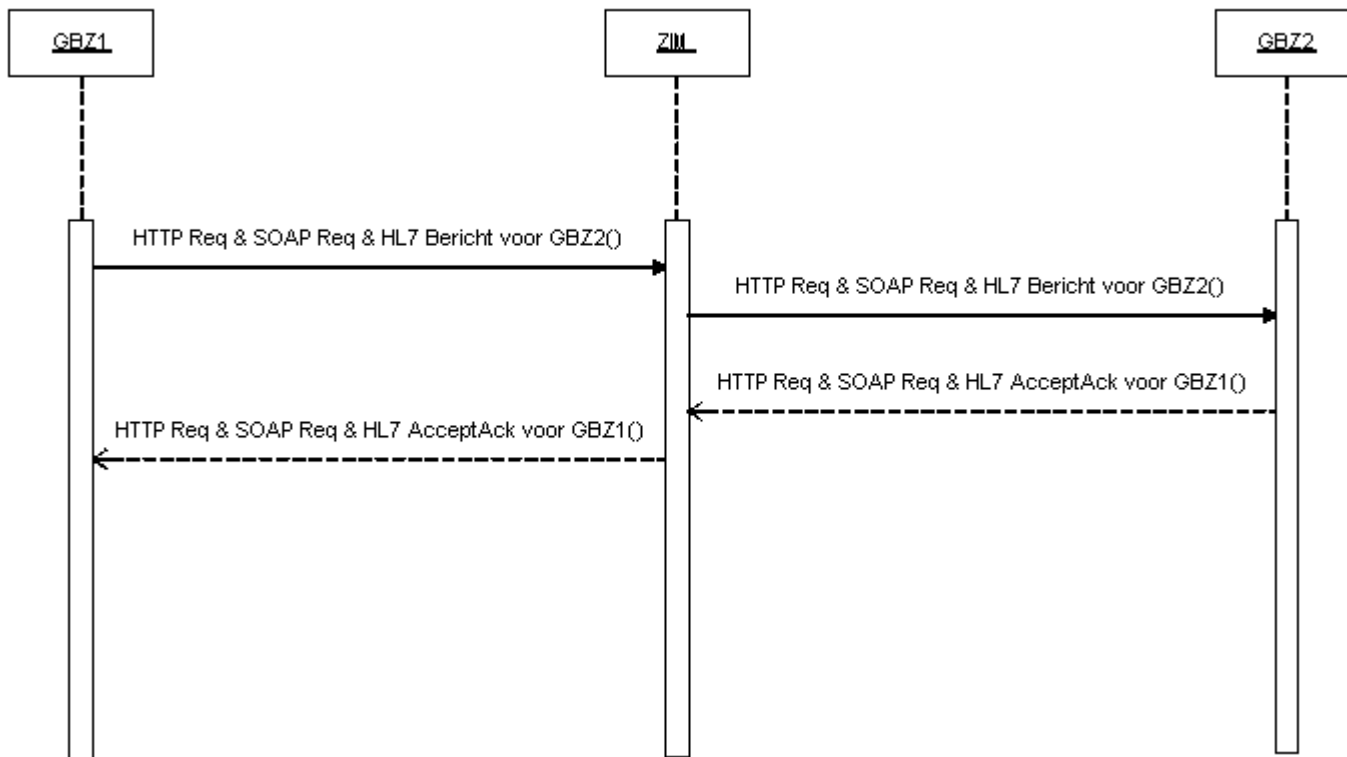 GBZ1
ZIM
GBZ2
HTTP Req & SOAP Req & HL7 Bericht voor GBZ2()
HTTP Req & SOAP Req & HL7 Bericht voor GBZ2()
HTTP Req & SOAP Req & HL7 AcceptAck voor GBZ1()
HTTP Req & SOAP Req & HL7 AcceptAck voor GBZ1()